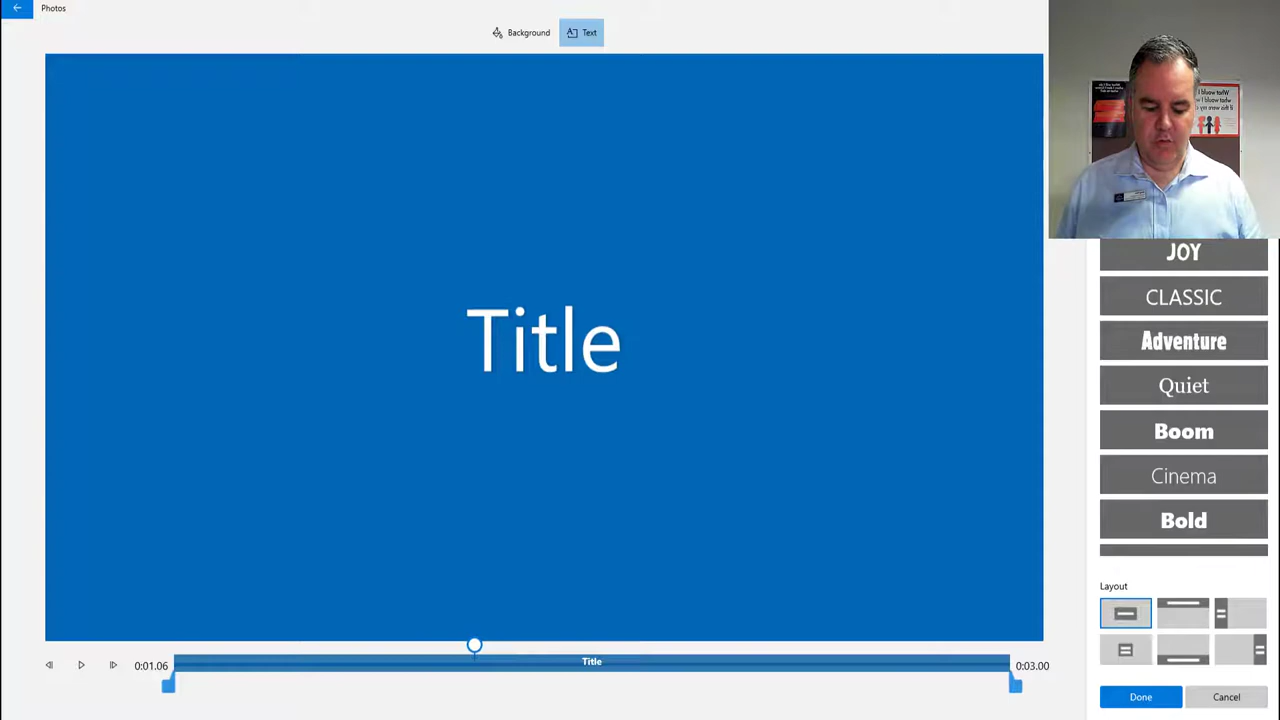 Photos
Background
Text
Title
JOY
CLASSIC
Adventure
Quiet
Boom
Cinema
Bold
Layout
0:01.06
Title
0:03.00
Done
Cancel